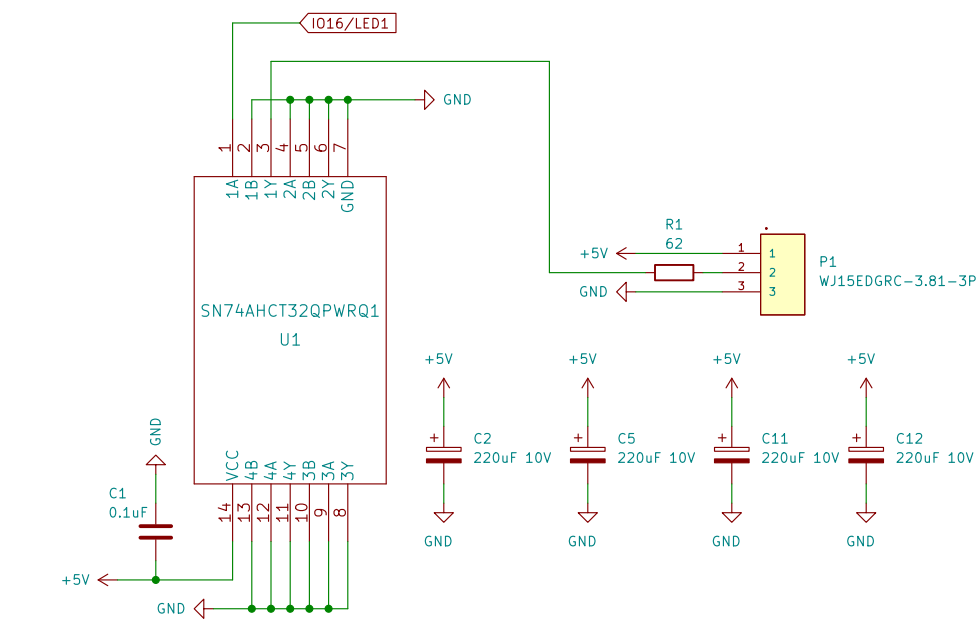 IO16/LED1
GND
1
2
3
4
5
6
7
1A
1B
1Y
2A
2B
2Y
GND
R1
62
+5V
1
1
P1
2
2
WJ15EDGRC-3.81-3P
GND
3
3
SN74AHCT32QPWRQ1
U1
+5V
+5V
+5V
+5V
C2
220uF 10V
C5
220uF 10V
C11
220uF 10V
C12
220uF 10V
GND
GND
GND
GND
GND
VCC
4B
4A
4Y
3B
3A
3Y
C1
0.1uF
14
13
12
11
10
9
8
+5V
GND